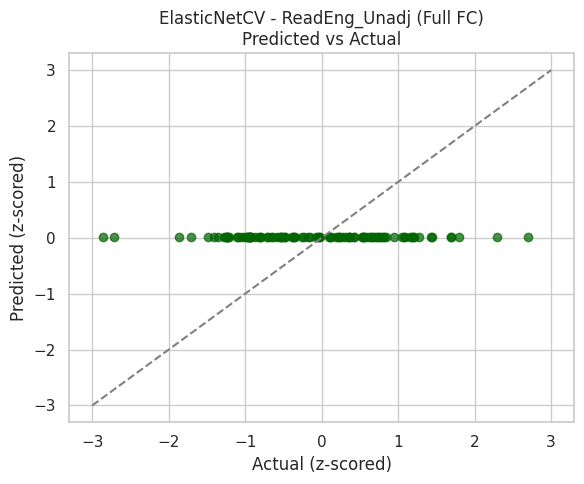 ElasticNetCV - ReadEng_Unadj (Full FC)
Predicted vs Actual
3
2
1
0
−1
−2
−3
Predicted (z-scored)
−3 −2 −1 0 1 2 3
Actual (z-scored)